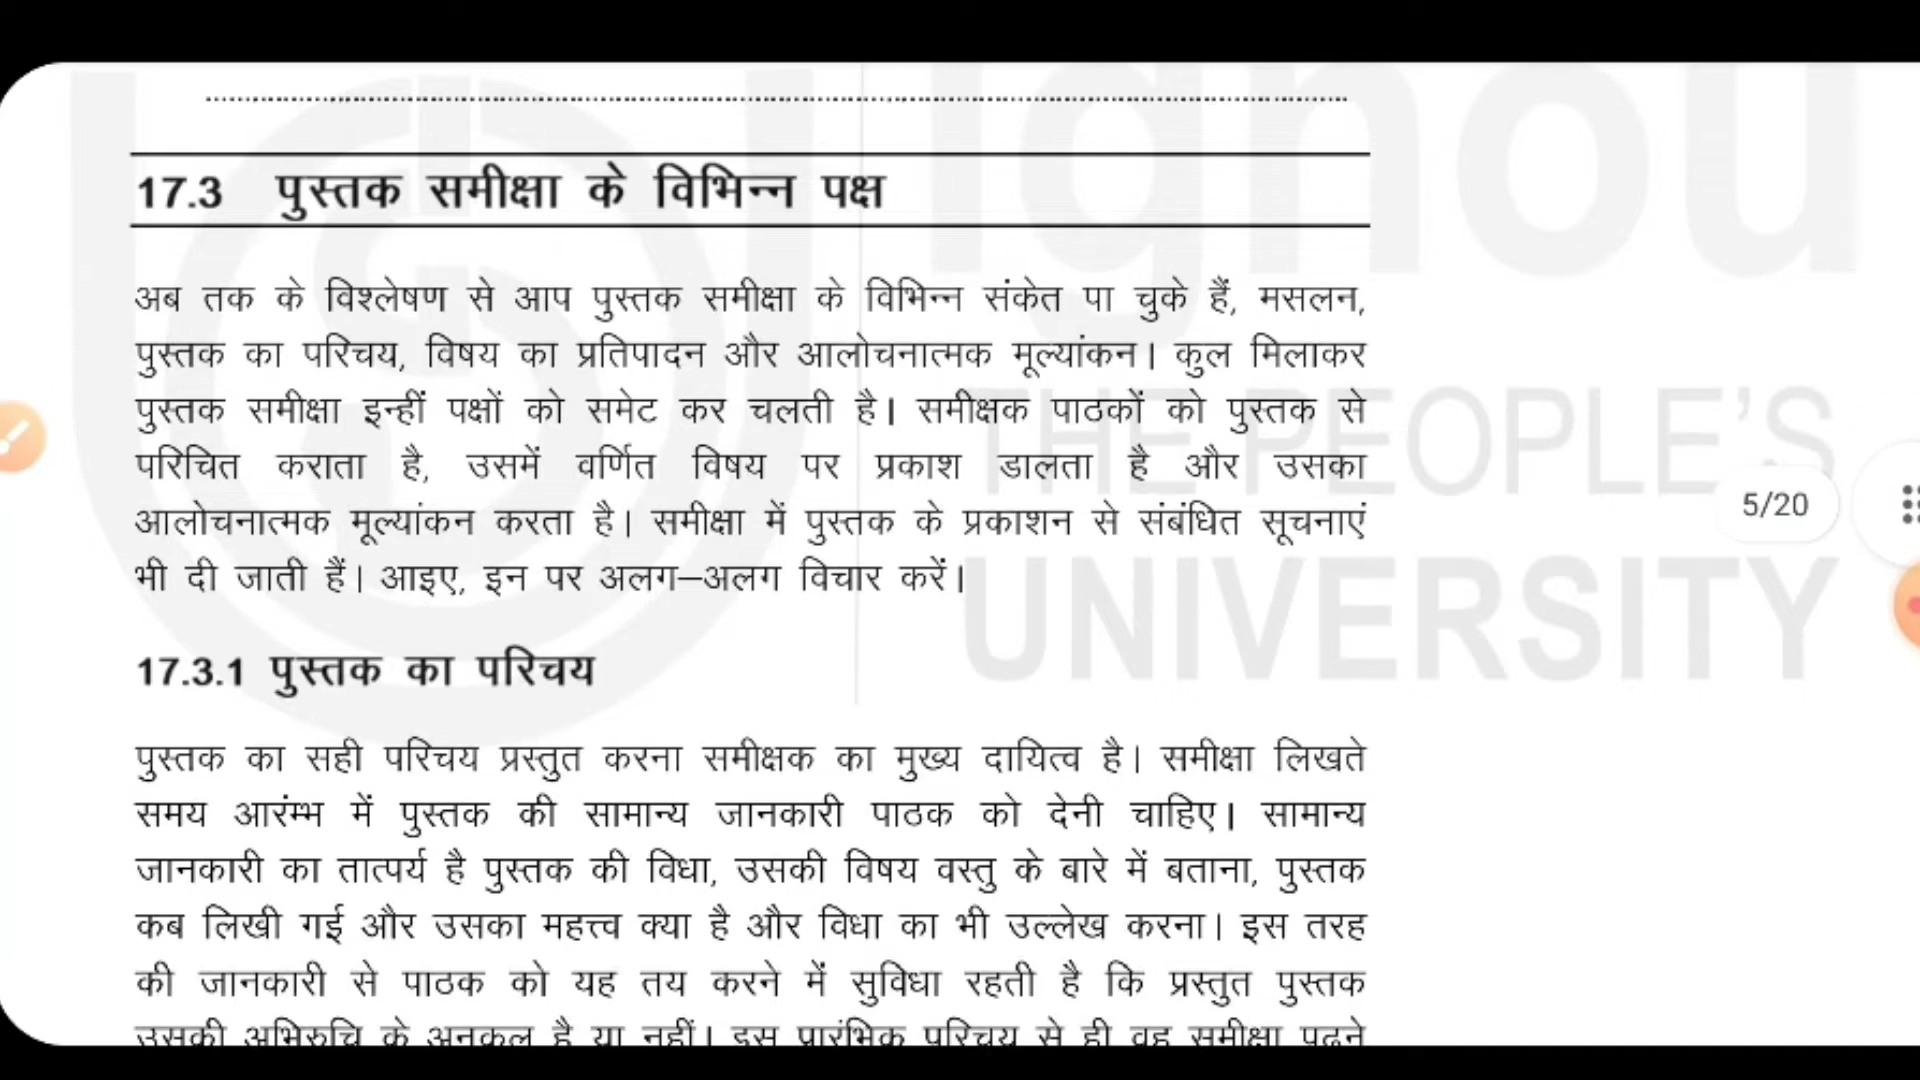 ignou
17.3 पुस्तक समीक्षा के विभिन्न पक्ष
अब तक के विश्लेषण से आप पुस्तक समीक्षा के विभिन्न संकेत पा चुके हैं, मसलन,
पुस्तक का परिचय, विषय का प्रतिपादन और आलोचनात्मक मूल्यांकन। कुल मिलाकर
पुस्तक समीक्षा इन्हीं पक्षों को समेट कर चलती है। समीक्षक पाठकों को पुस्तक से
परिचित कराता है, उसमें वर्णित विषय पर प्रकाश डालता है और उसका
आलोचनात्मक मूल्यांकन करता है। समीक्षा में पुस्तक के प्रकाशन से संबंधित सूचनाएं
भी दी जाती हैं। आइए, इन पर अलग–अलग विचार करें।
THE PEOPLE'S
5/20
UNIVERSITY
17.3.1 पुस्तक का परिचय
पुस्तक का सही परिचय प्रस्तुत करना समीक्षक का मुख्य दायित्व है। समीक्षा लिखते
समय आरंम्भ में पुस्तक की सामान्य जानकारी पाठक को देनी चाहिए। सामान्य
जानकारी का तात्पर्य है पुस्तक की विधा, उसकी विषय वस्तु के बारे में बताना, पुस्तक
कब लिखी गई और उसका महत्त्व क्या है और विधा का भी उल्लेख करना। इस तरह
की जानकारी से पाठक को यह तय करने में सुविधा रहती है कि प्रस्तुत पुस्तक
उसकी अभिरुचि के अनुकूल है या नहीं। इस प्रारंभिक परिचय से ही वह समीक्षा पढ़ने